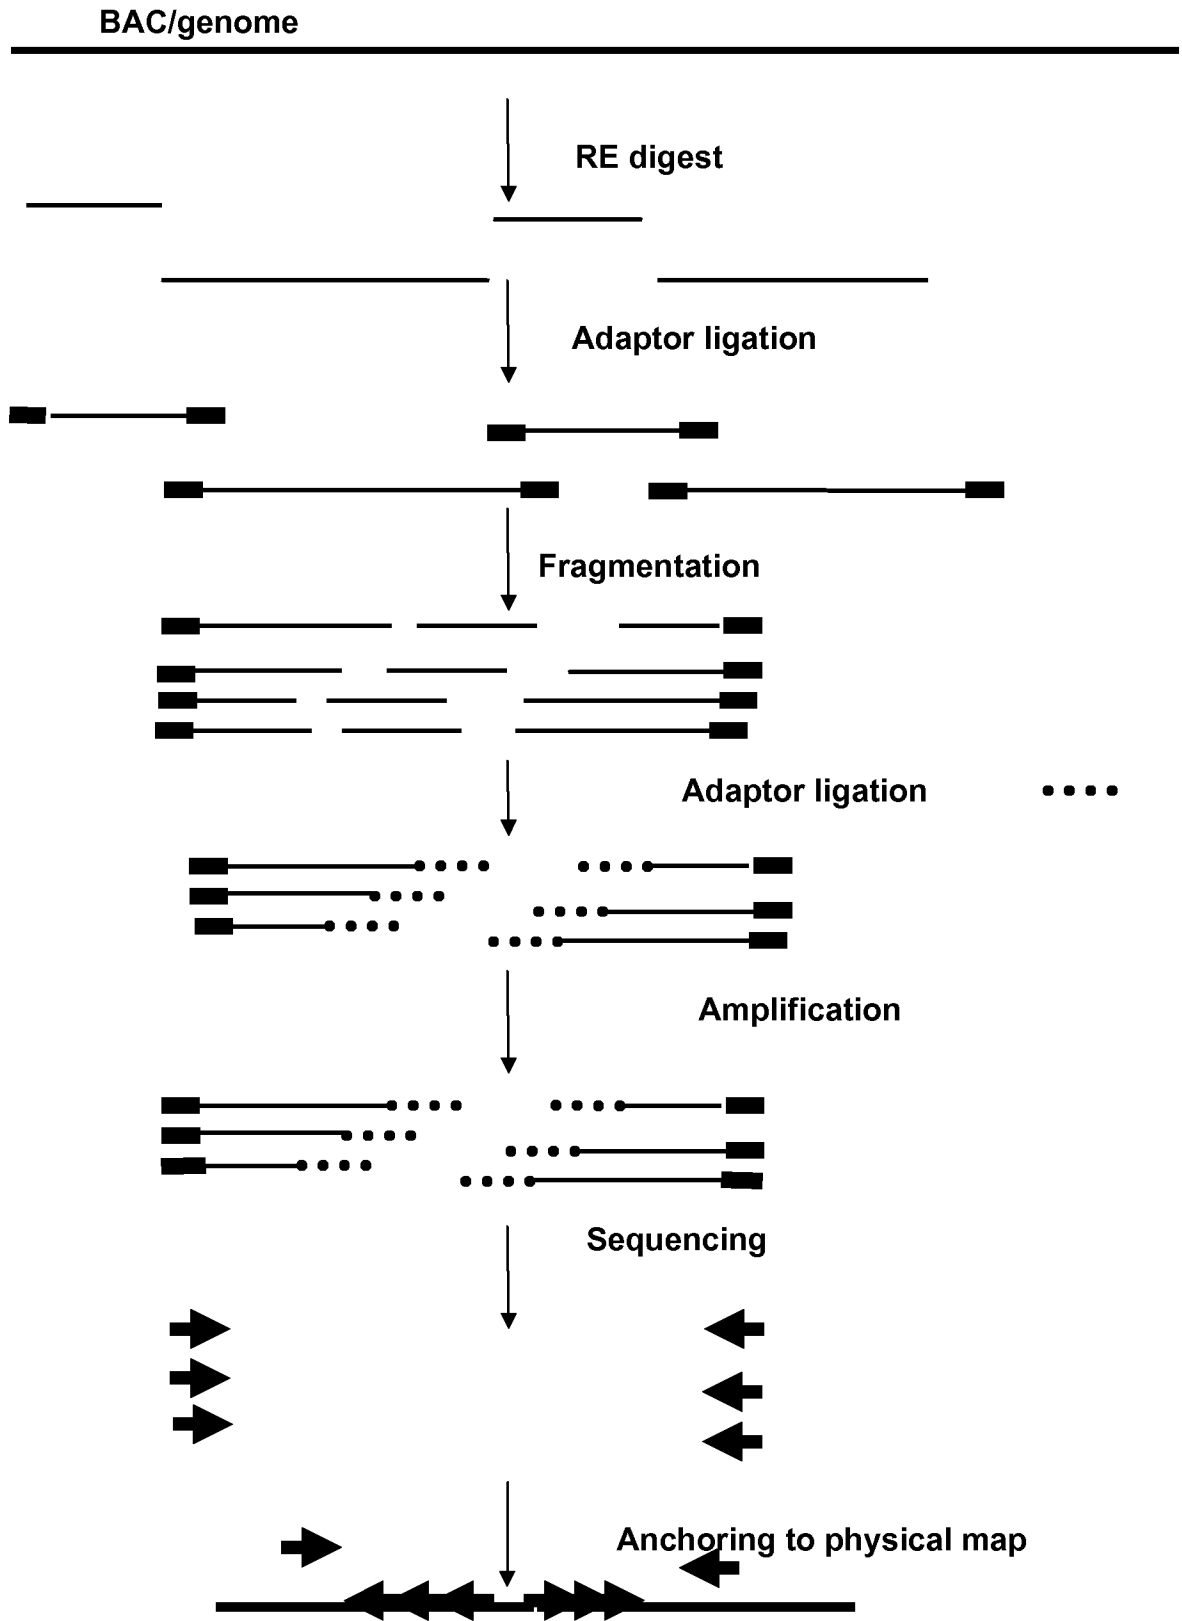 BAC/genome
RE digest
Adaptor ligation
Fragmentation
Adaptor ligation
Amplification
Sequencing
Anchoring to physical map